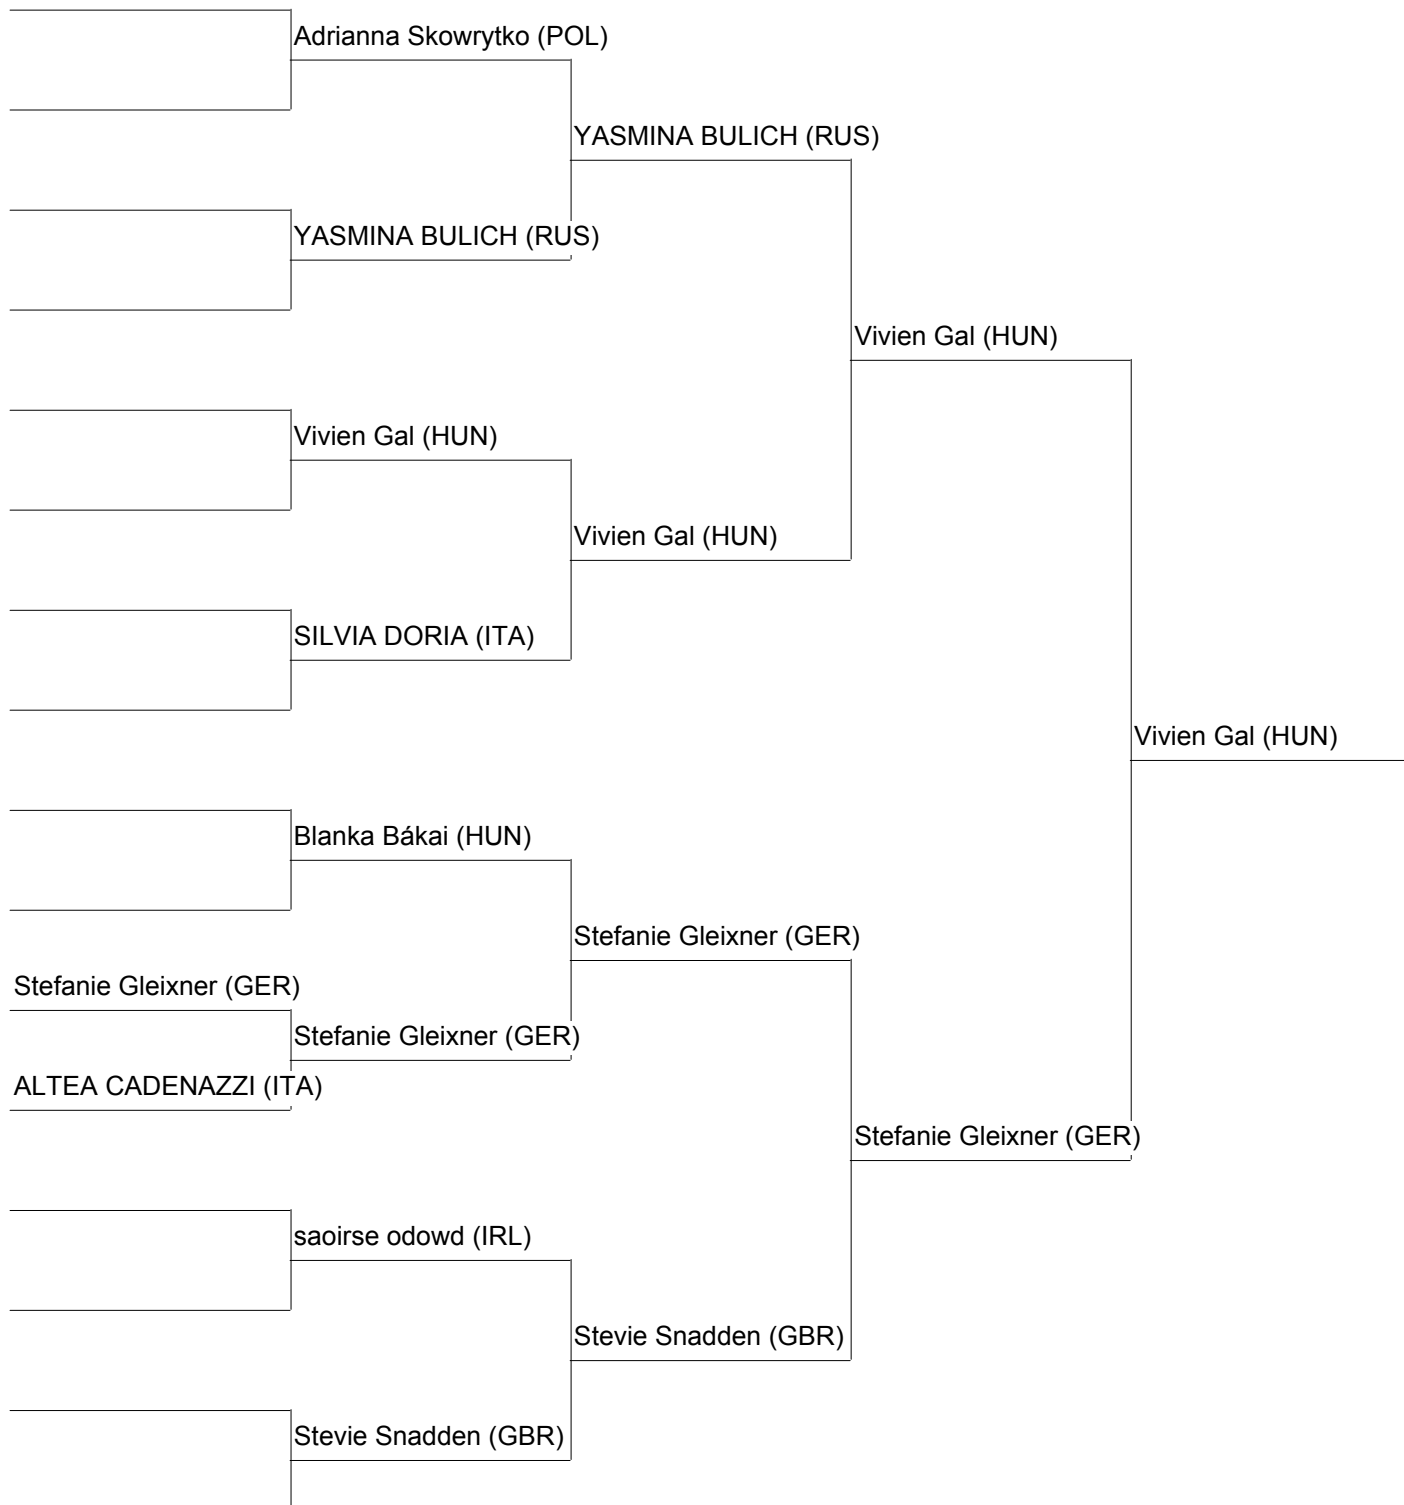 Adrianna Skowrytko (POL)
YASMINA BULICH (RUS)
YASMINA BULICH (RUS)
Vivien Gal (HUN)
Vivien Gal (HUN)
Vivien Gal (HUN)
SILVIA DORIA (ITA)
Vivien Gal (HUN)
Blanka Bákai (HUN)
Stefanie Gleixner (GER)
Stefanie Gleixner (GER)
Stefanie Gleixner (GER)
ALTEA CADENAZZI (ITA)
Stefanie Gleixner (GER)
saoirse odowd (IRL)
Stevie Snadden (GBR)
Stevie Snadden (GBR)